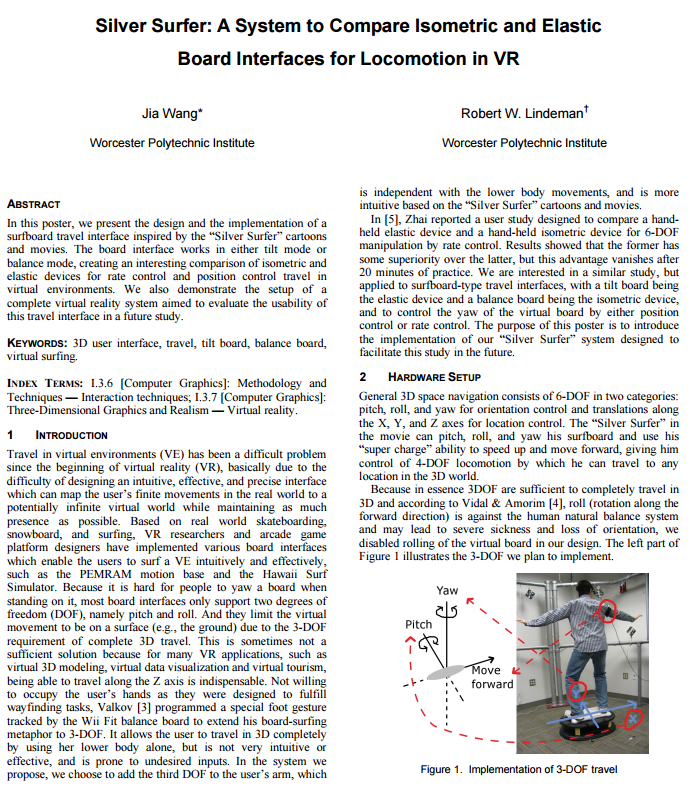 Silver Surfer: A System to Compare Isometric and Elastic
Board Interfaces for Locomotion in VR
Jia Wang*
Worcester Polytechnic Institute
Robert W. Lindeman†
Worcester Polytechnic Institute
ABSTRACT
In this poster, we present the design and the implementation of a
surfboard travel interface inspired by the “Silver Surfer” cartoons
and movies. The board interface works in either tilt mode or
balance mode, creating an interesting comparison of isometric and
elastic devices for rate control and position control travel in
virtual environments. We also demonstrate the setup of a
complete virtual reality system aimed to evaluate the usability of
this travel interface in a future study.
KEYWORDS: 3D user interface, travel, tilt board, balance board,
virtual surfing.
INDEX TERMS: I.3.6 [Computer Graphics]: Methodology and
Techniques — Interaction techniques; I.3.7 [Computer Graphics]:
Three-Dimensional Graphics and Realism — Virtual reality.
1 INTRODUCTION
Travel in virtual environments (VE) has been a difficult problem
since the beginning of virtual reality (VR), basically due to the
difficulty of designing an intuitive, effective, and precise interface
which can map the user's finite movements in the real world to a
potentially infinite virtual world while maintaining as much
presence as possible. Based on real world skateboarding,
snowboard, and surfing, VR researchers and arcade game
platform designers have implemented various board interfaces
which enable the users to surf a VE intuitively and effectively,
such as the PEMRAM motion base and the Hawaii Surf
Simulator. Because it is hard for people to yaw a board when
standing on it, most board interfaces only support two degrees of
freedom (DOF), namely pitch and roll. And they limit the virtual
movement to be on a surface (e.g., the ground) due to the 3-DOF
requirement of complete 3D travel. This is sometimes not a
sufficient solution because for many VR applications, such as
virtual 3D modeling, virtual data visualization and virtual tourism,
being able to travel along the Z axis is indispensable. Not willing
to occupy the user's hands as they were designed to fulfill
wayfinding tasks, Valkov [3] programmed a special foot gesture
tracked by the Wii Fit balance board to extend his board-surfing
metaphor to 3-DOF. It allows the user to travel in 3D completely
by using her lower body alone, but is not very intuitive or
effective, and is prone to undesired inputs. In the system we
propose, we choose to add the third DOF to the user's arm, which
is independent with the lower body movements, and is more
intuitive based on the “Silver Surfer” cartoons and movies.
In [5], Zhai reported a user study designed to compare a hand-
held elastic device and a hand-held isometric device for 6-DOF
manipulation by rate control. Results showed that the former has
some superiority over the latter, but this advantage vanishes after
20 minutes of practice. We are interested in a similar study, but
applied to surfboard-type travel interfaces, with a tilt board being
the elastic device and a balance board being the isometric device,
and to control the yaw of the virtual board by either position
control or rate control. The purpose of this poster is to introduce
the implementation of our “Silver Surfer” system designed to
facilitate this study in the future.
2 HARDWARE SETUP
General 3D space navigation consists of 6-DOF in two categories:
pitch, roll, and yaw for orientation control and translations along
the X, Y, and Z axes for location control. The “Silver Surfer” in
the movie can pitch, roll, and yaw his surfboard and use his
“super charge” ability to speed up and move forward, giving him
control of 4-DOF locomotion by which he can travel to any
location in the 3D world.
Because in essence 3DOF are sufficient to completely travel in
3D and according to Vidal & Amorim [4], roll (rotation along the
forward direction) is against the human natural balance system
and may lead to severe sickness and loss of orientation, we
disabled rolling of the virtual board in our design. The left part of
Figure 1 illustrates the 3-DOF we plan to implement.
Yaw
Pitch
Move
forward
Figure 1. Implementation of 3-DOF travel